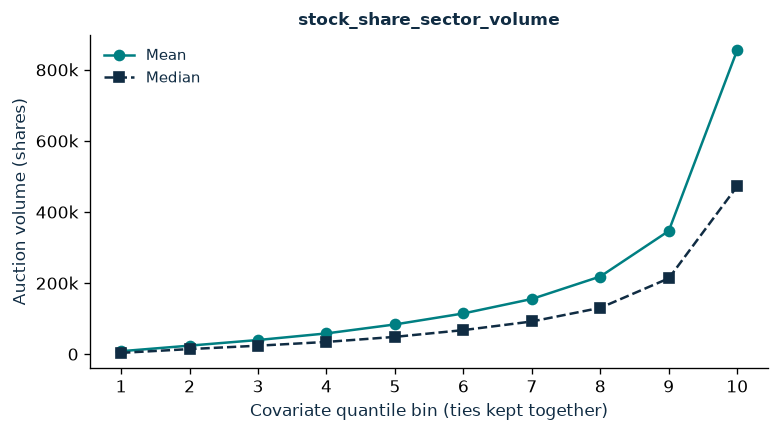 stock_share_sector_volume
Mean
Median
Auction volume (shares)
800k
600k
400k
200k
0
1 2 3 4 5 6 7 8 9 10
Covariate quantile bin (ties kept together)